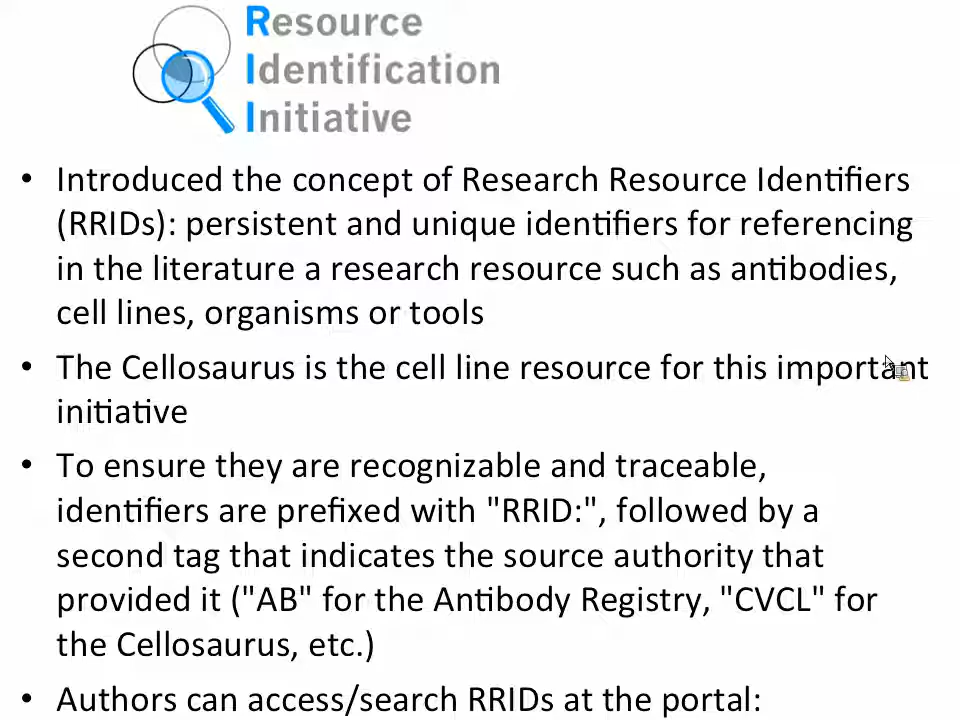 Resource
Identification
Initiative
• Introduced the concept of Research Resource Identifiers
(RRIDs): persistent and unique identifiers for referencing
in the literature a research resource such as antibodies,
cell lines, organisms or tools
• The Cellosaurus is the cell line resource for this important
initiative
• To ensure they are recognizable and traceable,
identifiers are prefixed with "RRID:", followed by a
second tag that indicates the source authority that
provided it ("AB" for the Antibody Registry, "CVCL" for
the Cellosaurus, etc.)
• Authors can access/search RRIDs at the portal: